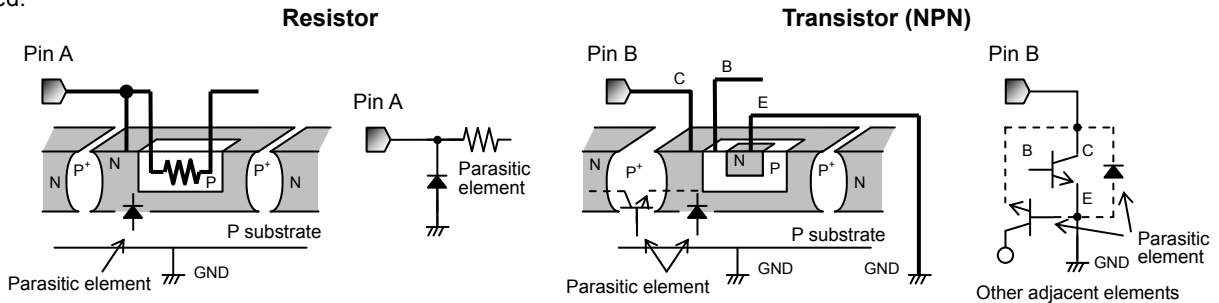 ed.
Resistor
Transistor (NPN)
Pin A
Pin A
N
P+
N
P
P+
N
Parasitic
element
P substrate
Parasitic element
GND
Pin B
C
B
E
N
P+
N
P
P+
N
P substrate
Parasitic element
GND
GND
Pin B
B
C
E
Parasitic
element
GND
Other adjacent elements